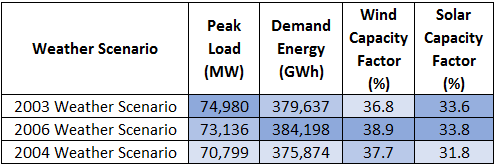 Weather Scenario Peak Load (MW) Demand Energy (GWh) Wind Capacity Factor (%) Solar Capacity Factor (%)
2003 Weather Scenario 74,980 379,637 36.8 33.6
2006 Weather Scenario 73,136 384,198 38.9 33.8
2004 Weather Scenario 70,799 375,874 37.7 31.8